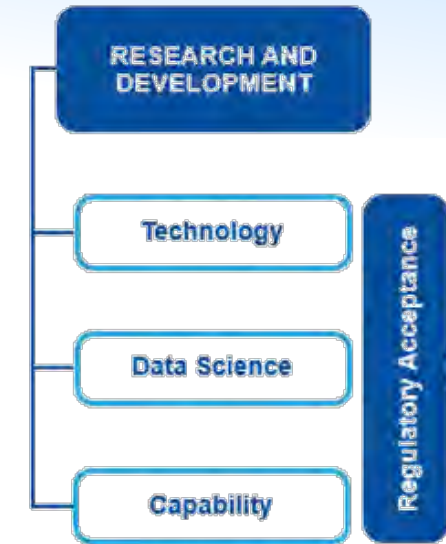 RESEARCH AND
DEVELOPMENT
Technology
Data Science
Capability
Regulatory Acceptance